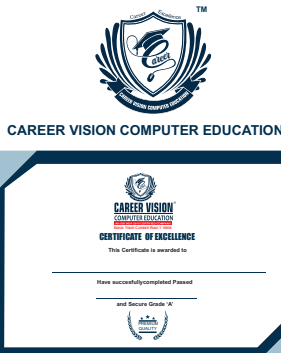 TM
Career Excellence
Career
CAREER VISION COMPUTER EDUCATION
CAREER VISION COMPUTER EDUCATION
CAREER VISION
COMPUTER EDUCATION
CERTIFICATE OF EXCELLENCE
This Certificate is awarded to
Have succesfullycompleted Passed
and Secure Grade 'A'
PREMIUM
QUALITY